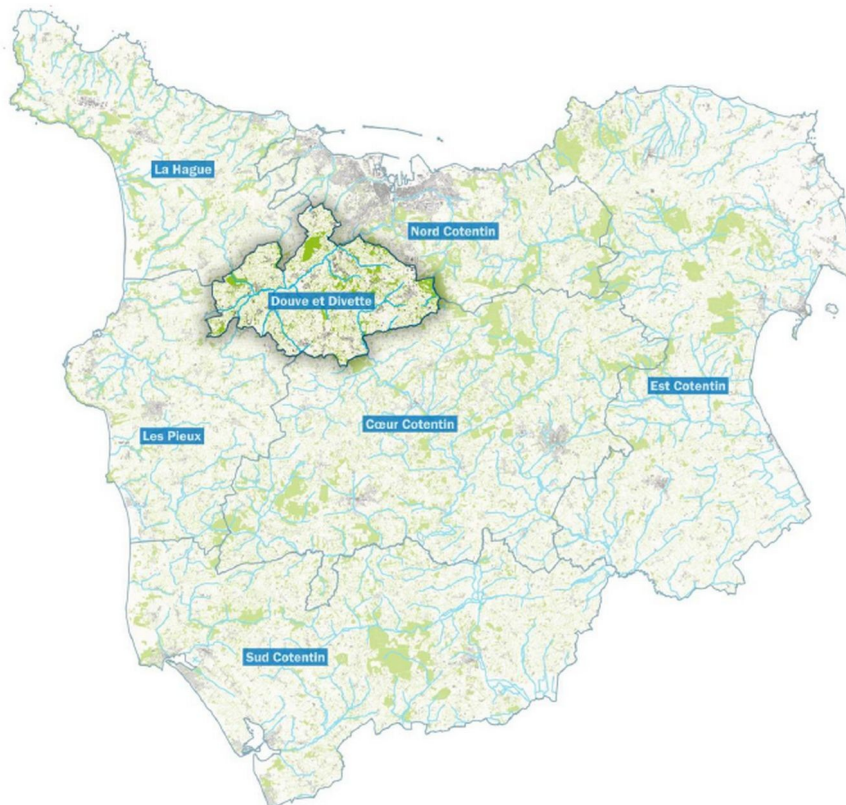 La Hague
Nord Cotentin
Douve et Divette
Est Cotentin
Cœur Cotentin
Les Pieux
Sud Cotentin